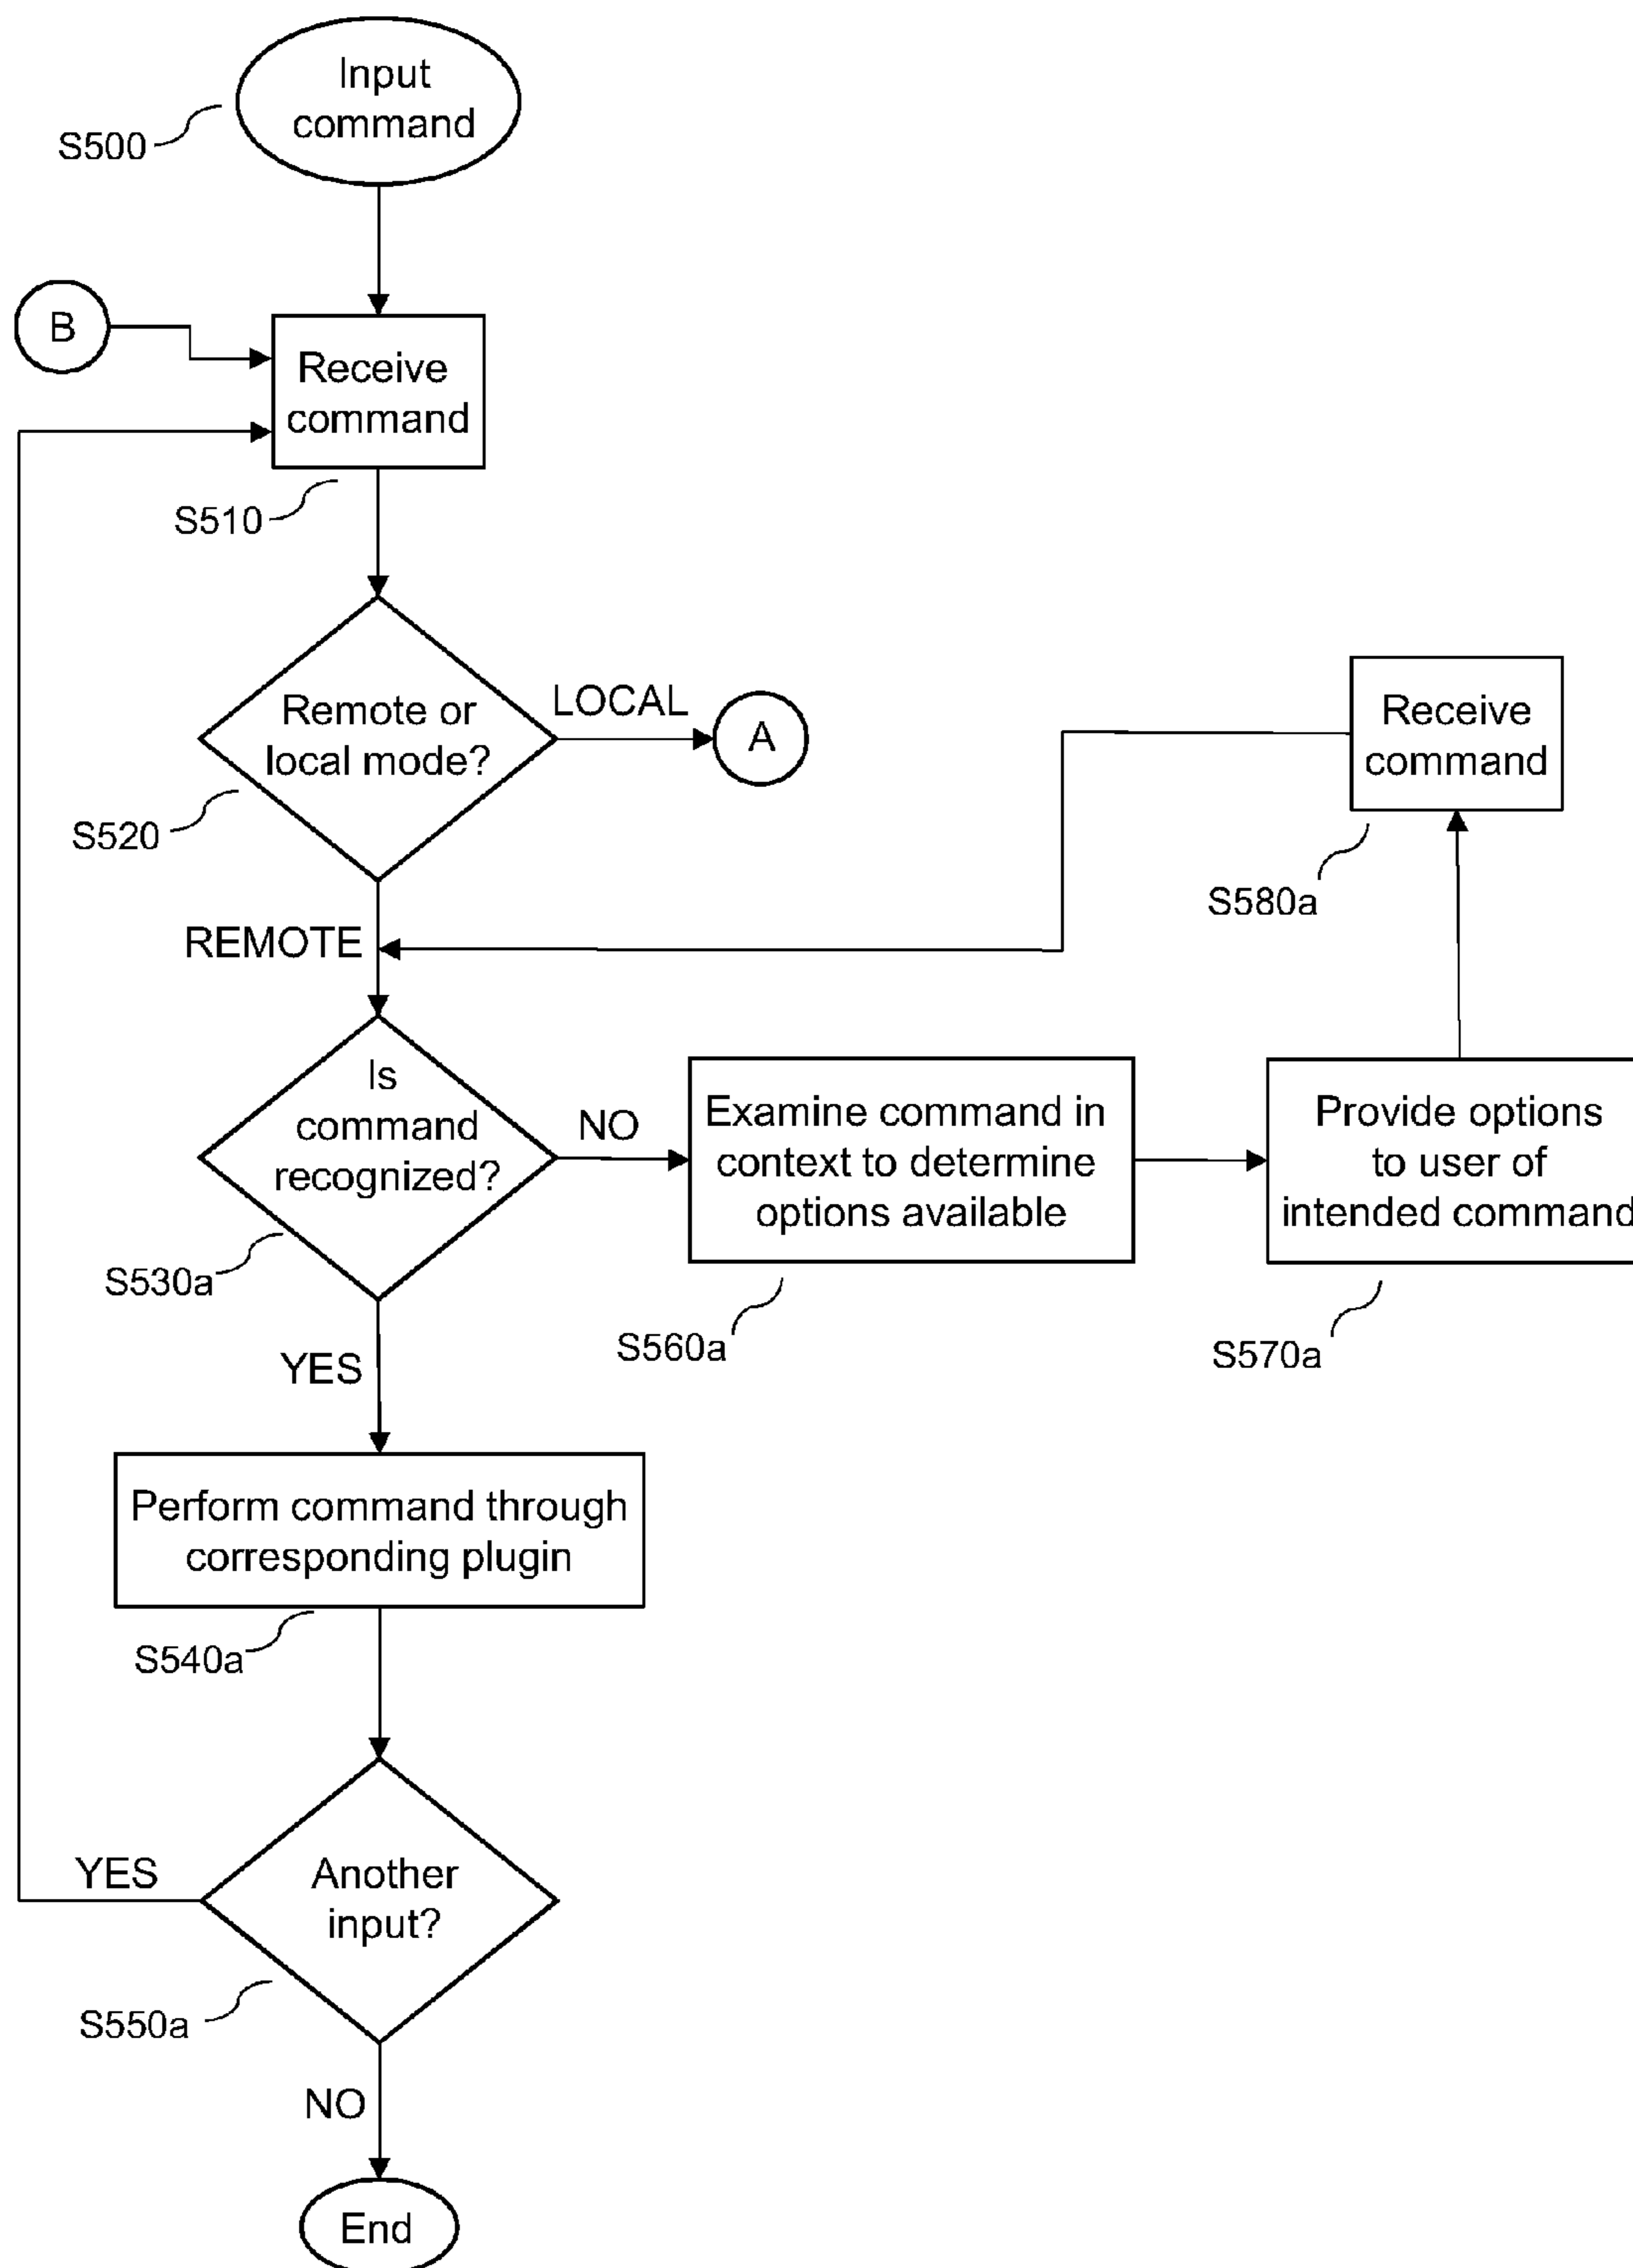 Input
command
S500
B
Receive
command
S510
Remote or
local mode?
LOCAL
A
S520
Receive
command
S580a
REMOTE
Is
command
recognized?
NO
Examine command in
context to determine
options available
Provide options
to user of
intended command
S530a
S560a
S570a
YES
Perform command through
corresponding plugin
S540a
YES
Another
input?
S550a
NO
End